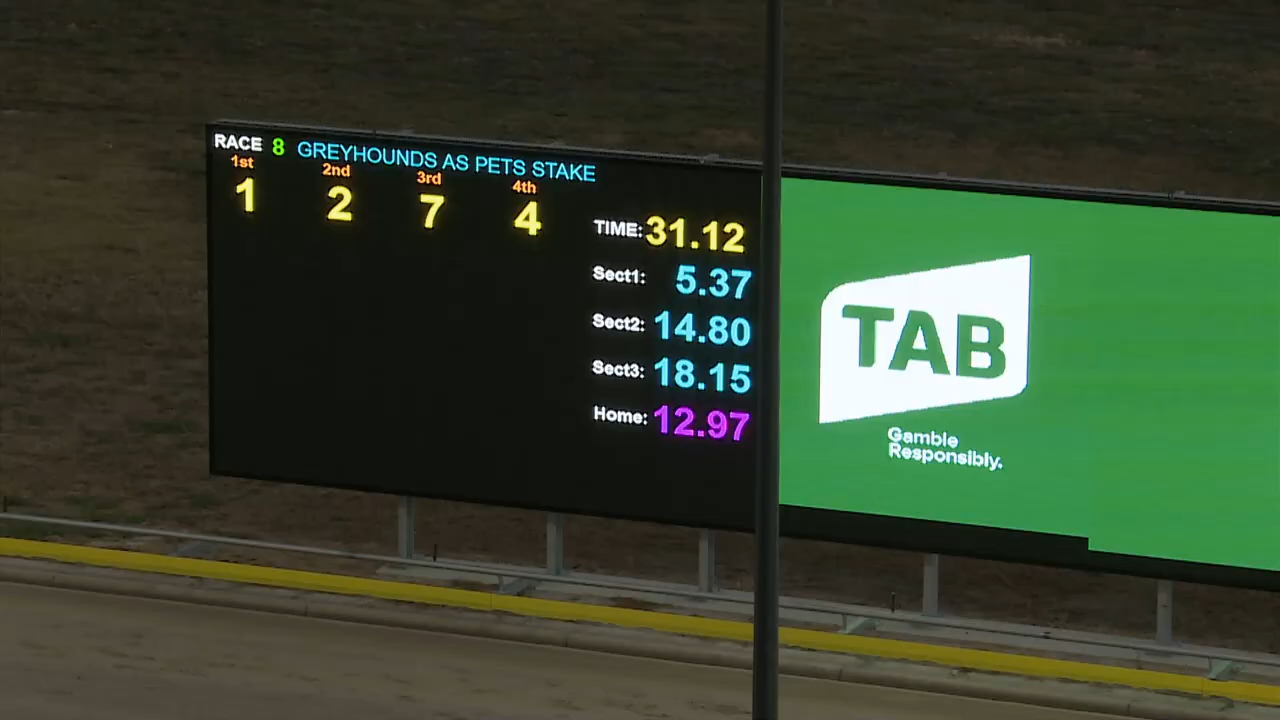 RACE 8 GREYHOUNDS AS PETS STAKE
1st 2nd 3rd 4th
1 2 7 4
TIME: 31.12
Sect1: 5.37
Sect2: 14.80
Sect3: 18.15
Home: 12.97
TAB
Gamble
Responsibly.